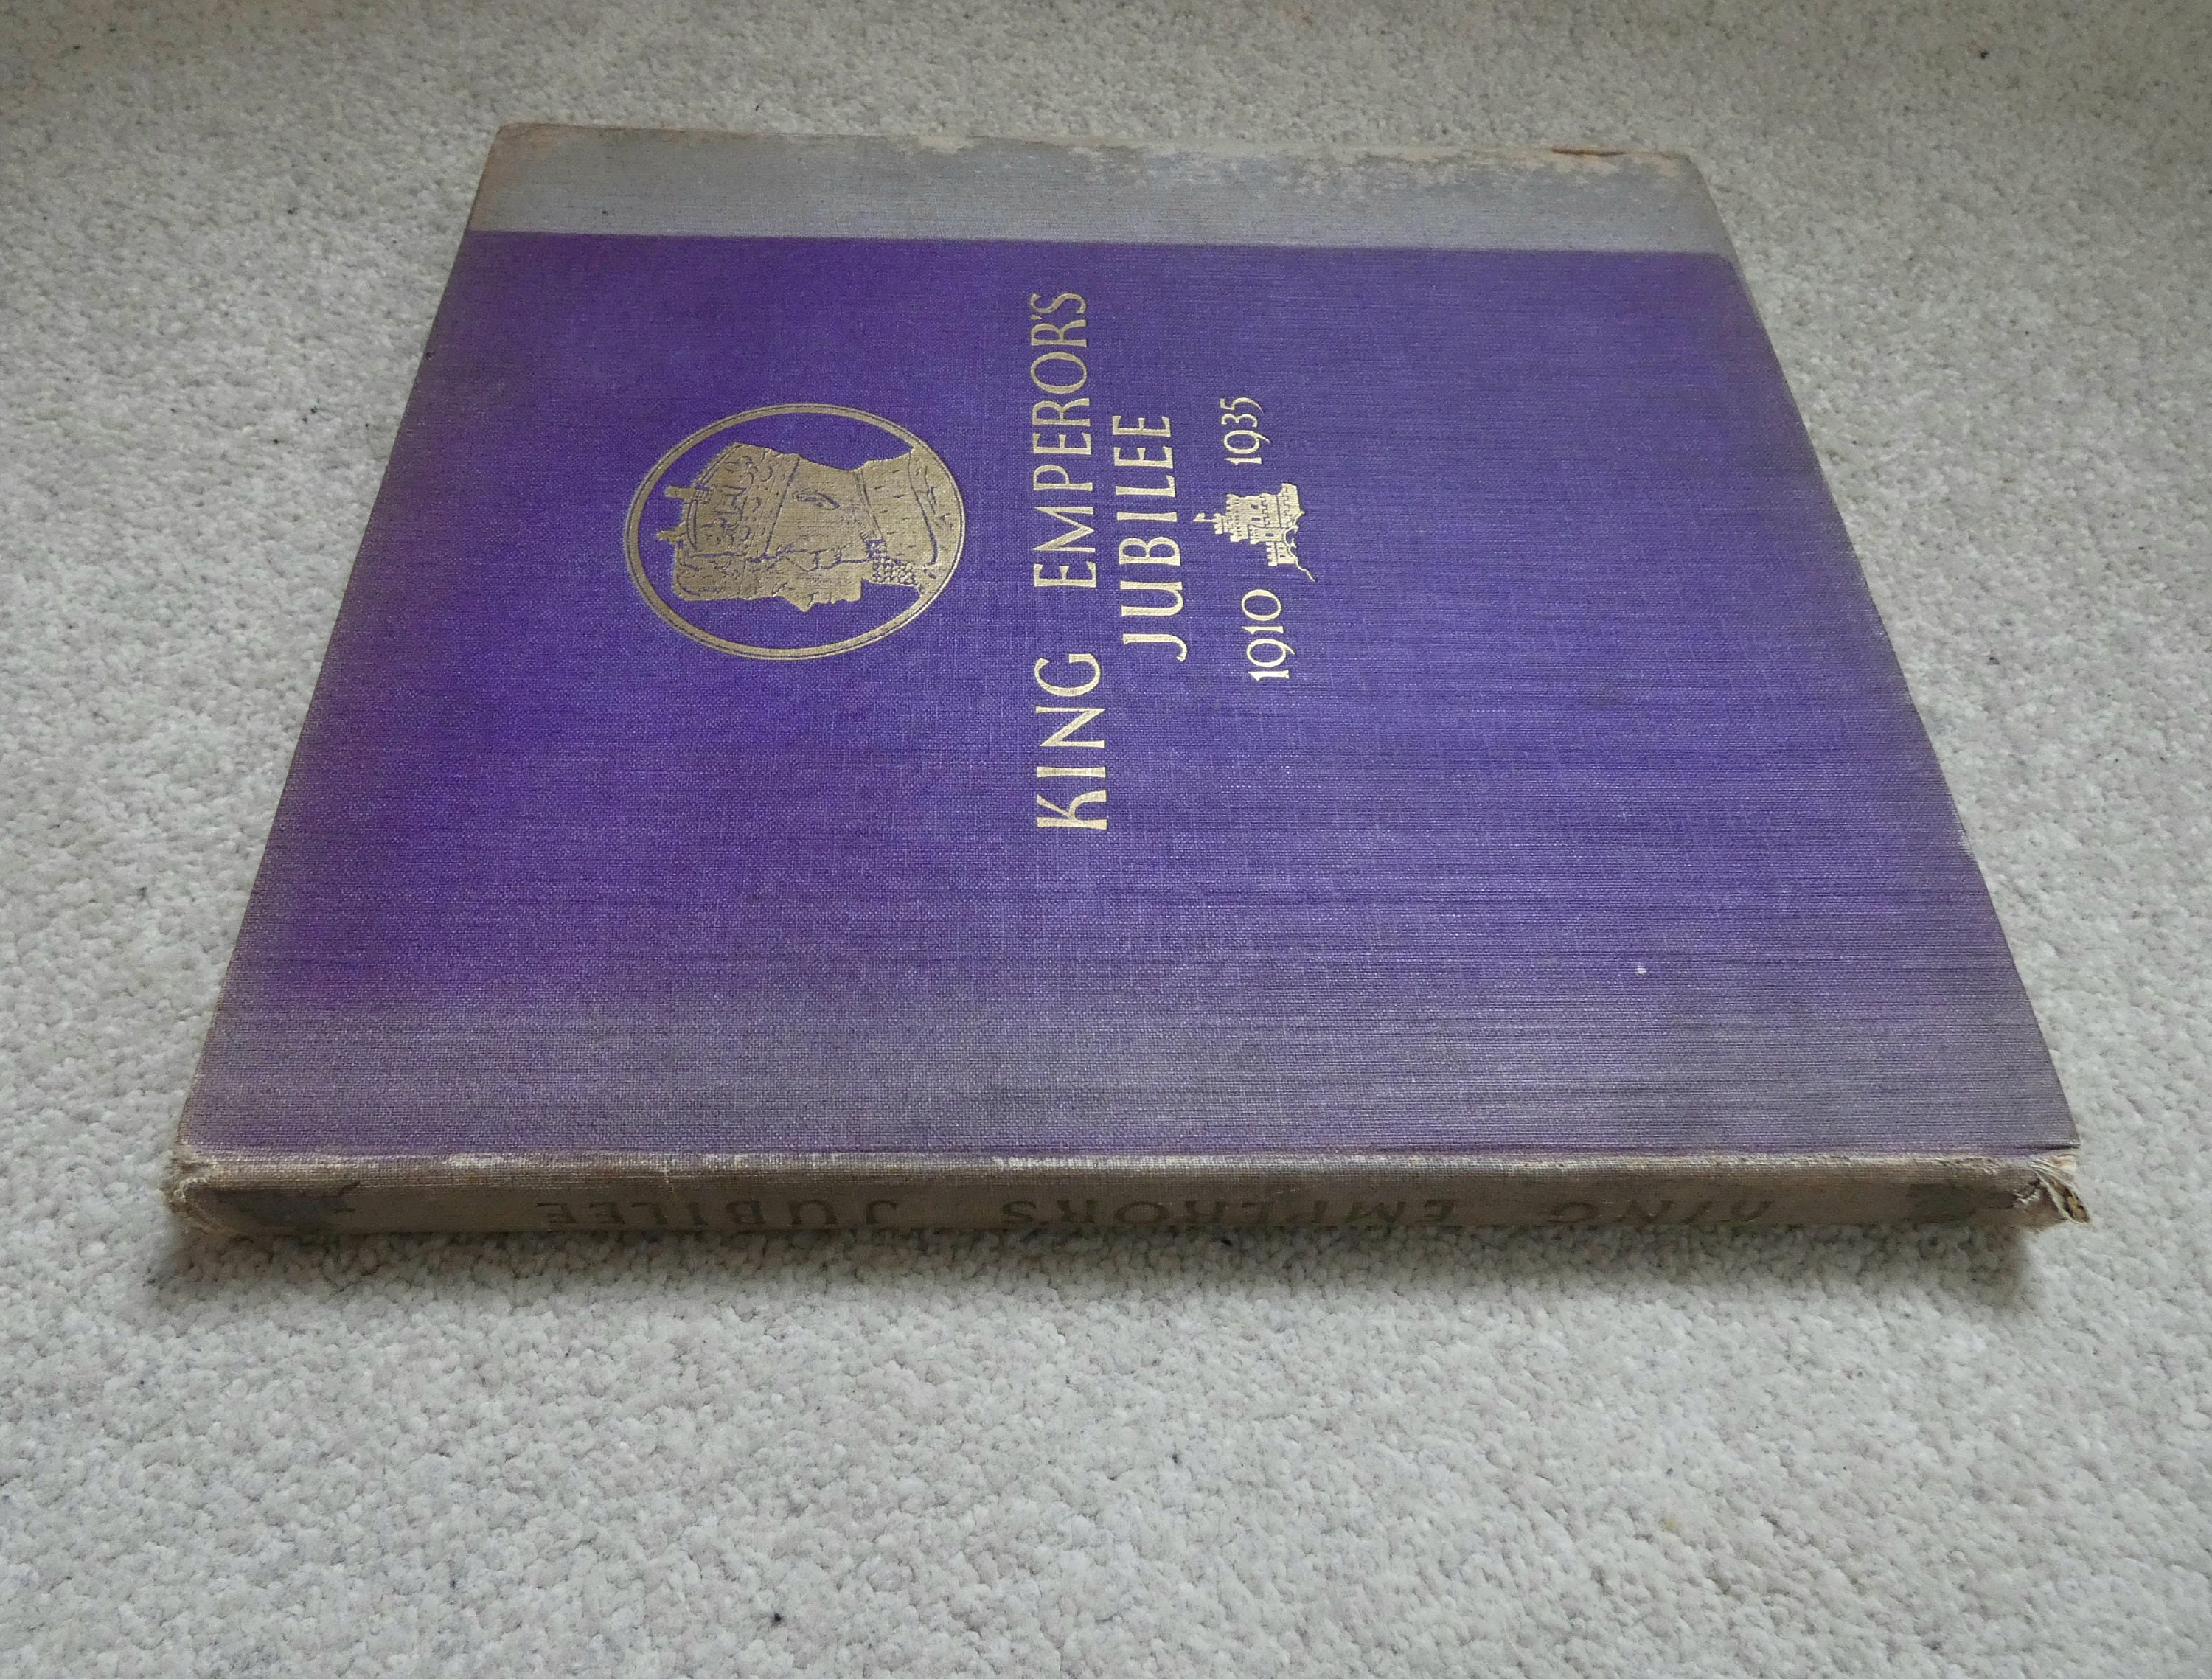 KING EMPEROR'S
JUBILEE
1910 1935
KING EMPEROR'S JUBILEE